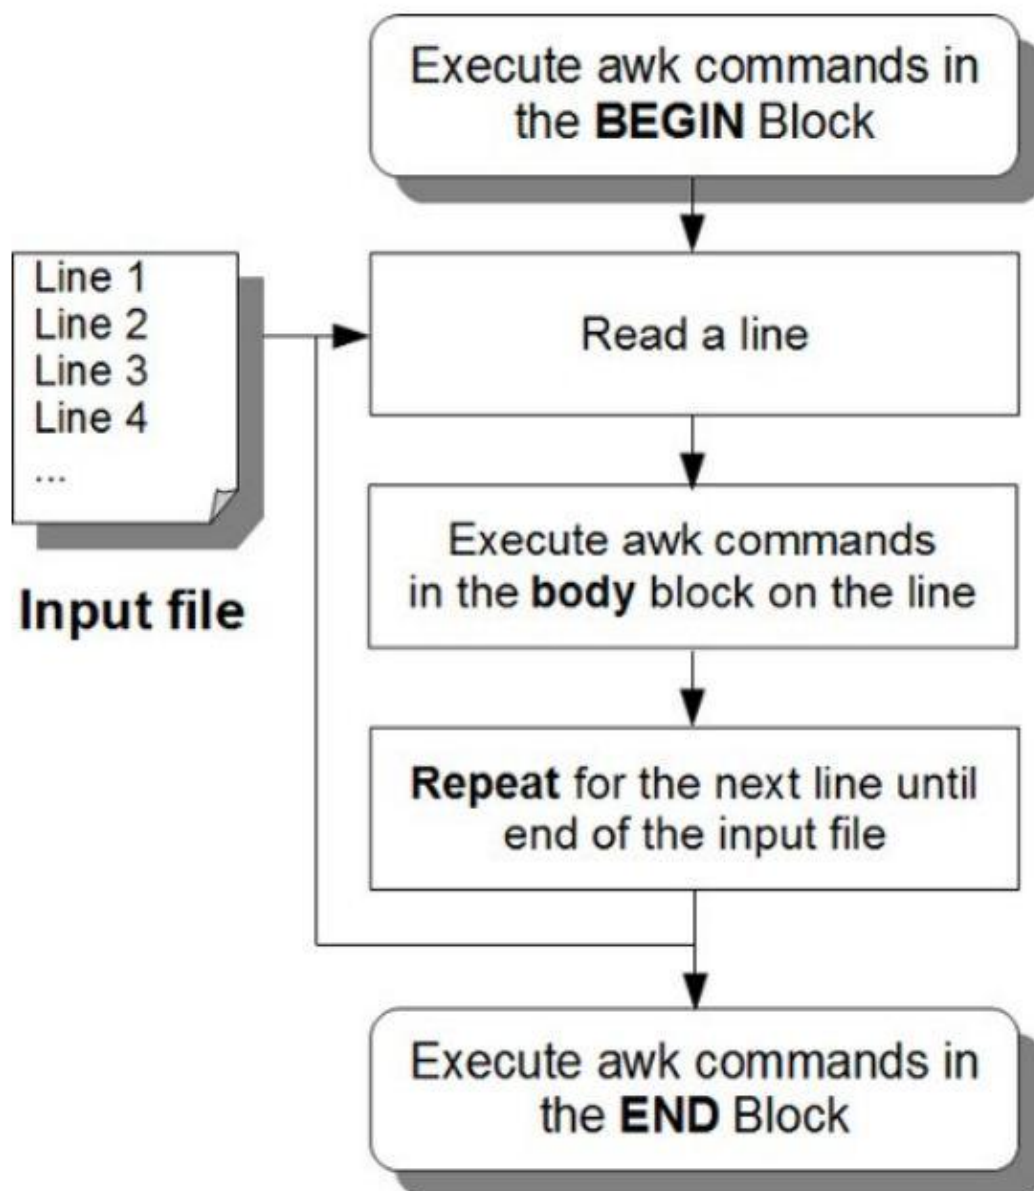 Execute awk commands in
the BEGIN Block
Line 1
Line 2
Line 3
Line 4
...
Input file
Read a line
Execute awk commands
in the body block on the line
Repeat for the next line until
end of the input file
Execute awk commands in
the END Block